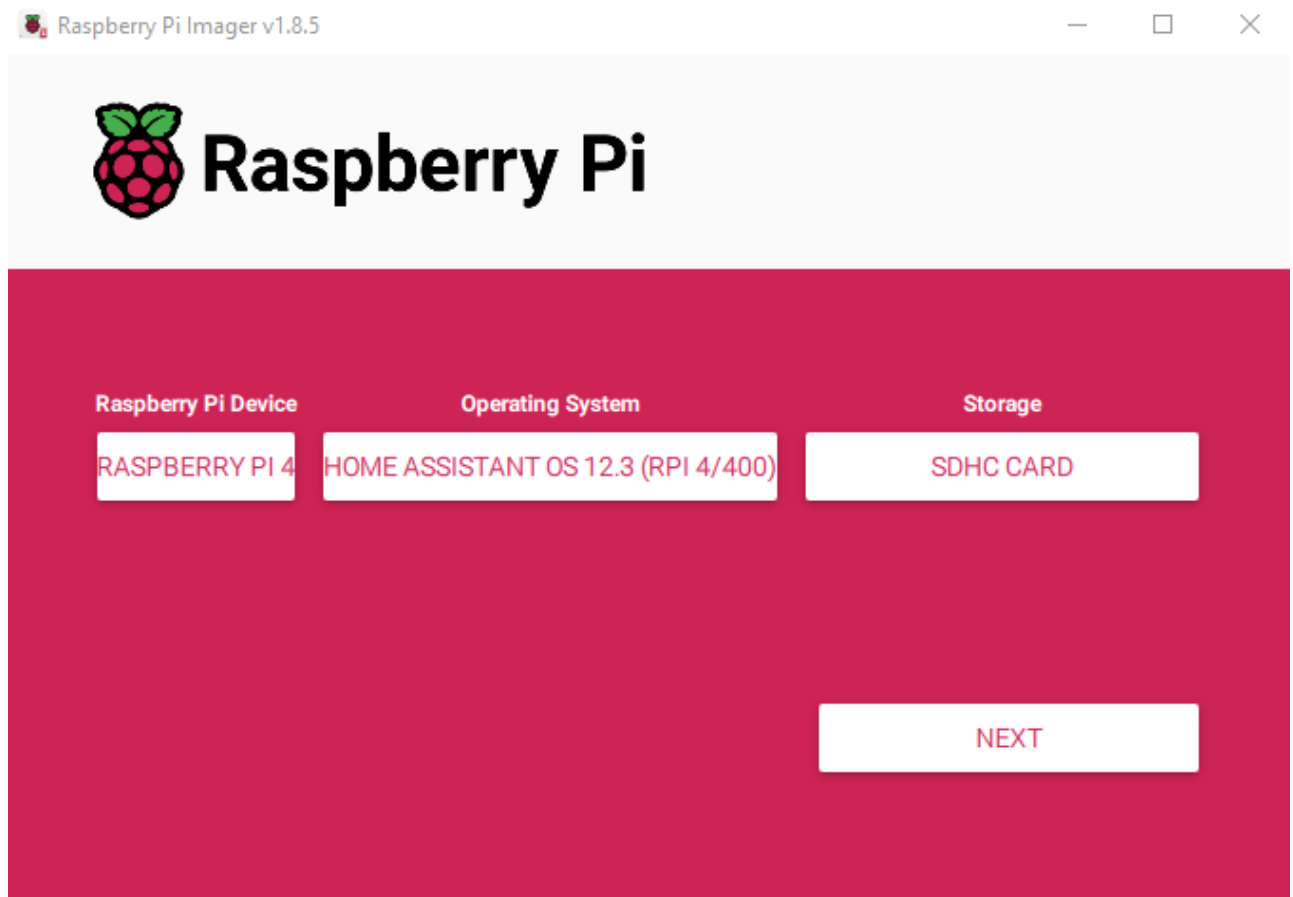 Raspberry Pi Imager v1.8.5
Raspberry Pi
Raspberry Pi Device
Operating System
Storage
RASPBERRY PI 4
HOME ASSISTANT OS 12.3 (RPI 4/400)
SDHC CARD
NEXT